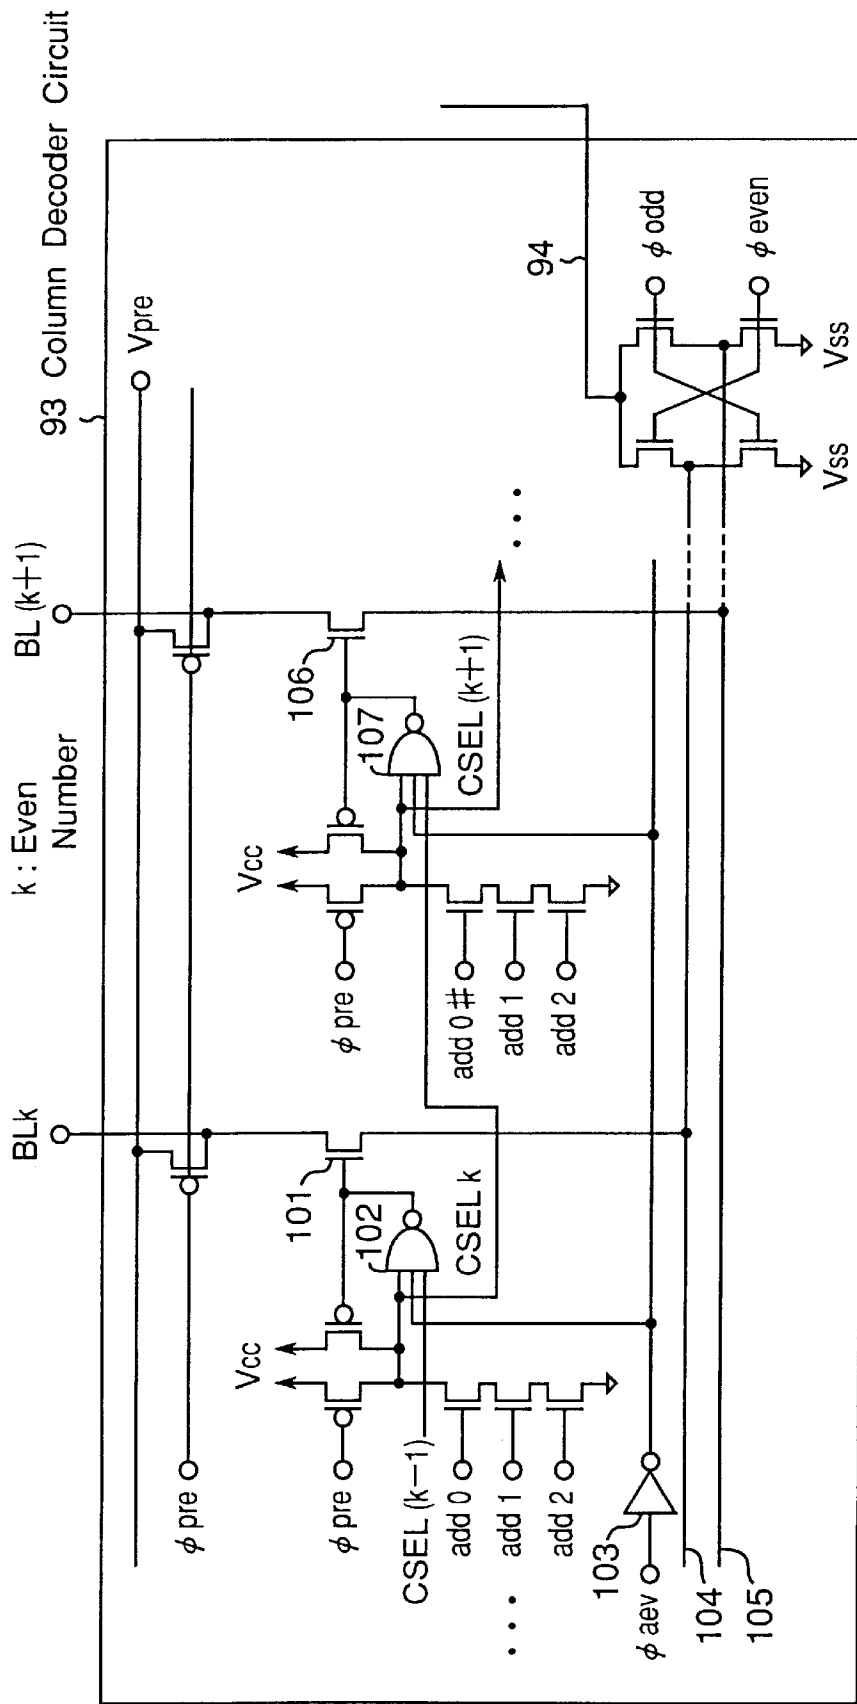 93 Column Decoder Circuit
k : Even
Number
BLk
BL (k+1)
Vpre
φ pre
Vcc
Vcc
φ pre
φ pre
101
102
106
107
CSEL (k−1)
CSEL k
CSEL (k+1)
add 0
add 1
add 2
add 0#
add 1
add 2
• • •
• • •
94
φ odd
φ even
Vss
Vss
103
φ aev
104
105